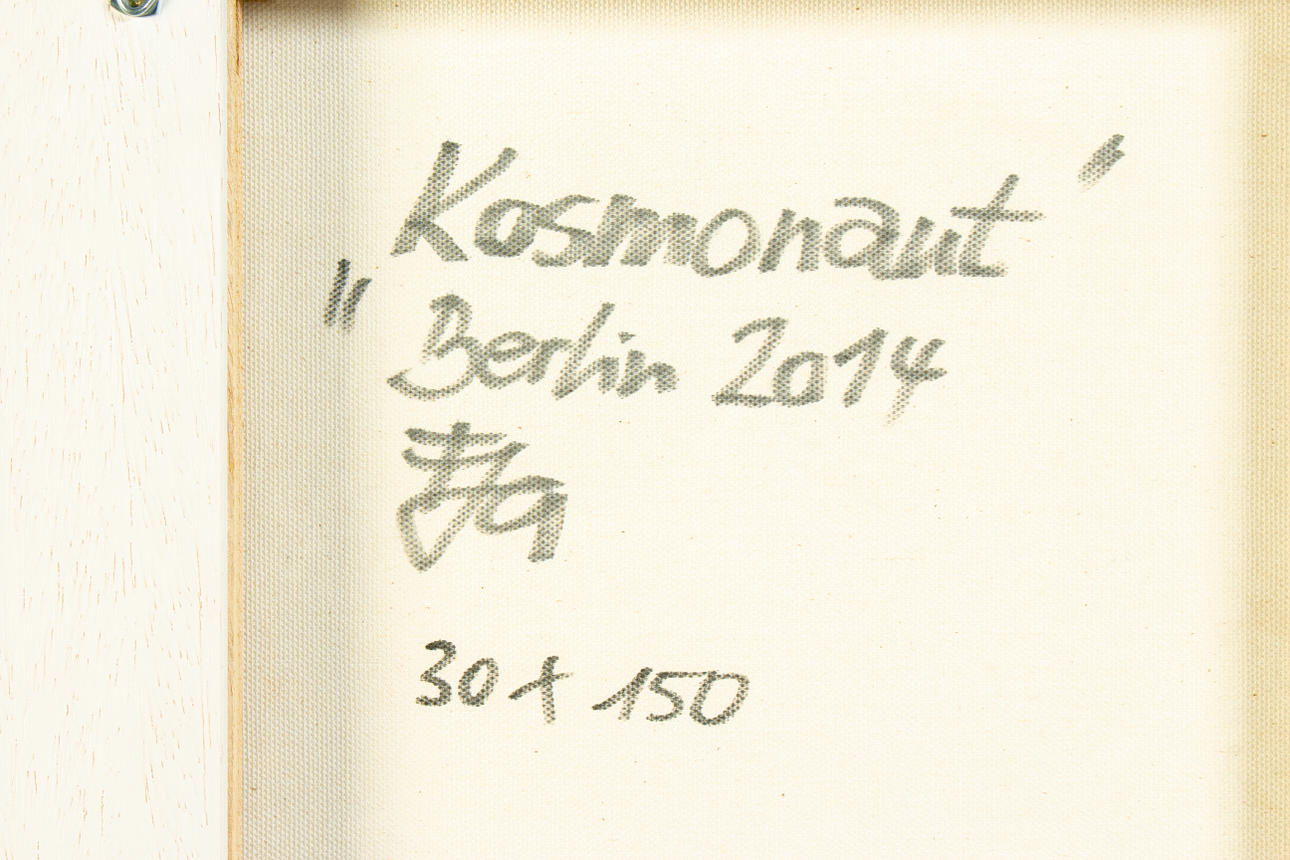 „Kosmonaut"
Berlin 2014
30 x 150